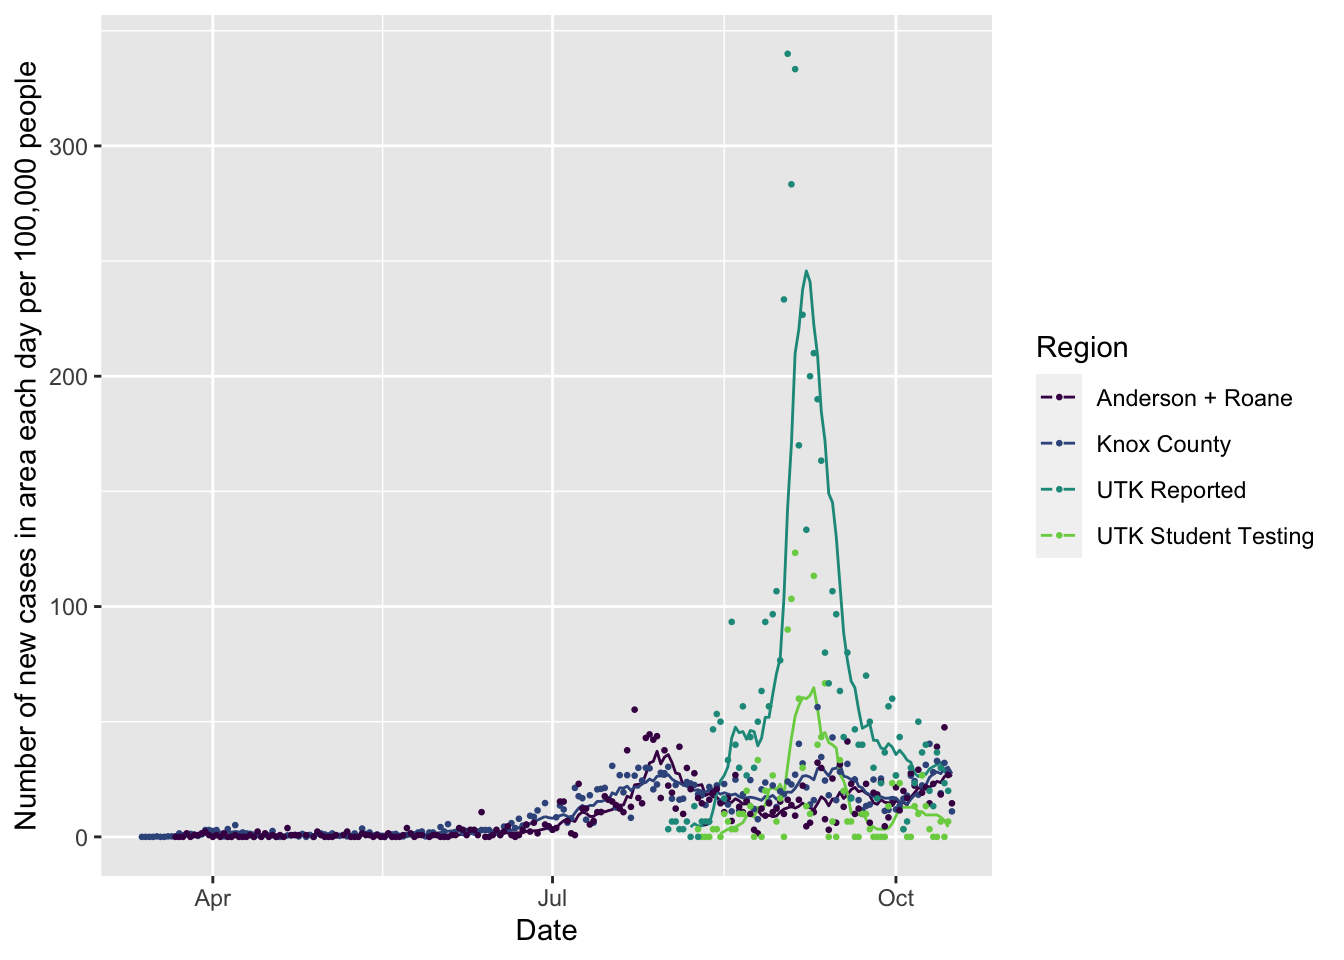 Number of new cases in area each day per 100,000 people
300
200
100
0
Apr
Jul
Oct
Date
Region
Anderson + Roane
Knox County
UTK Reported
UTK Student Testing